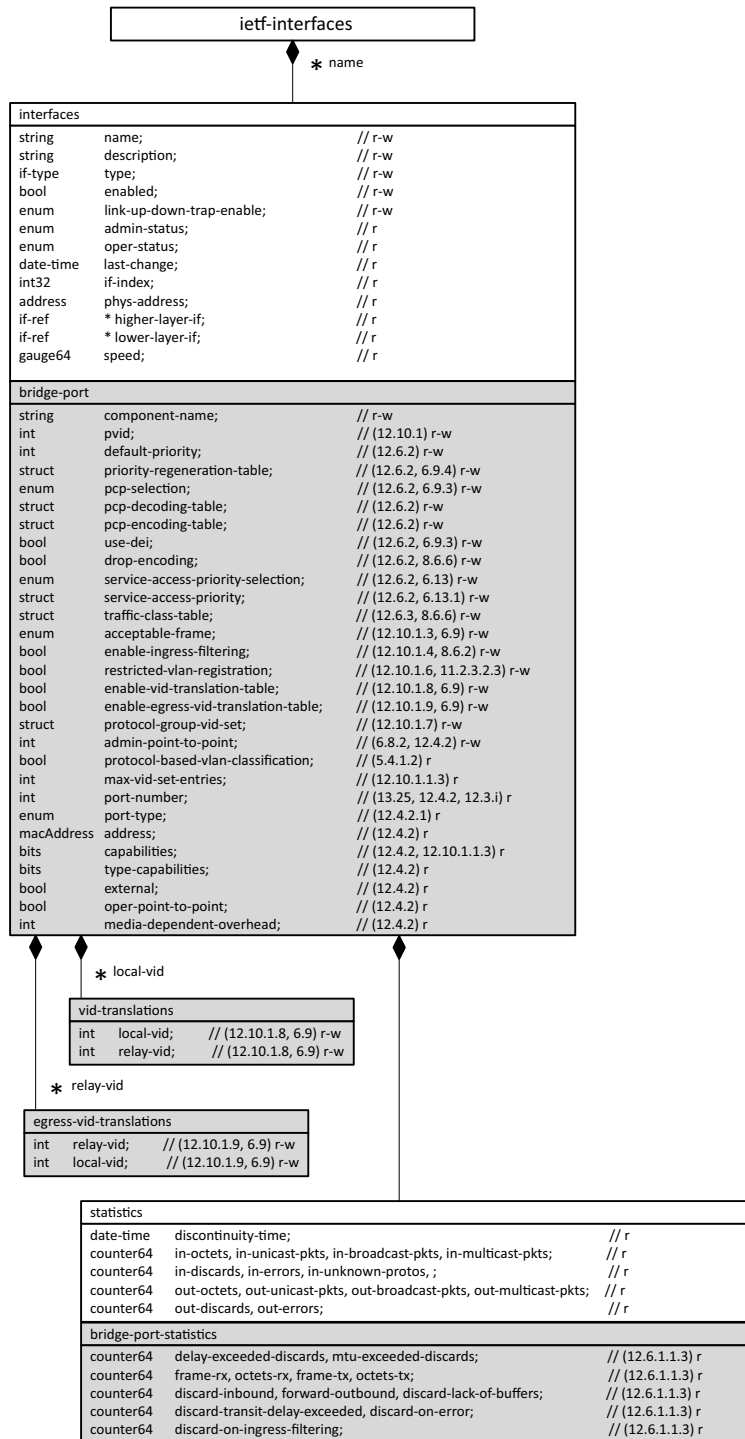 ietf-interfaces
* name
interfaces
string name; // r-w
string description; // r-w
if-type type; // r-w
bool enabled; // r-w
enum link-up-down-trap-enable; // r-w
enum admin-status; // r
enum oper-status; // r
date-time last-change; // r
int32 if-index; // r
address phys-address; // r
if-ref * higher-layer-if; // r
if-ref * lower-layer-if; // r
gauge64 speed; // r
bridge-port
string component-name; // r-w
int pvid; // (12.10.1) r-w
int default-priority; // (12.6.2) r-w
struct priority-regeneration-table; // (12.6.2, 6.9.4) r-w
enum pcp-selection; // (12.6.2, 6.9.3) r-w
struct pcp-decoding-table; // (12.6.2) r-w
struct pcp-encoding-table; // (12.6.2) r-w
bool use-dei; // (12.6.2, 6.9.3) r-w
bool drop-encoding; // (12.6.2, 8.6.6) r-w
enum service-access-priority-selection; // (12.6.2, 6.13) r-w
struct service-access-priority; // (12.6.2, 6.13.1) r-w
struct traffic-class-table; // (12.6.3, 8.6.6) r-w
enum acceptable-frame; // (12.10.1.3, 6.9) r-w
bool enable-ingress-filtering; // (12.10.1.4, 8.6.2) r-w
bool restricted-vlan-registration; // (12.10.1.6, 11.2.3.2.3) r-w
bool enable-vid-translation-table; // (12.10.1.8, 6.9) r-w
bool enable-egress-vid-translation-table; // (12.10.1.9, 6.9) r-w
struct protocol-group-vid-set; // (12.10.1.7) r-w
int admin-point-to-point; // (6.8.2, 12.4.2) r-w
bool protocol-based-vlan-classification; // (5.4.1.2) r
int max-vid-set-entries; // (12.10.1.1.3) r
int port-number; // (13.25, 12.4.2, 12.3.i) r
enum port-type; // (12.4.2.1) r
macAddress address; // (12.4.2) r
bits capabilities; // (12.4.2, 12.10.1.1.3) r
bits type-capabilities; // (12.4.2) r
bool external; // (12.4.2) r
bool oper-point-to-point; // (12.4.2) r
int media-dependent-overhead; // (12.4.2) r
* local-vid
vid-translations
int local-vid; // (12.10.1.8, 6.9) r-w
int relay-vid; // (12.10.1.8, 6.9) r-w
* relay-vid
egress-vid-translations
int relay-vid; // (12.10.1.9, 6.9) r-w
int local-vid; // (12.10.1.9, 6.9) r-w
statistics
date-time discontinuity-time; // r
counter64 in-octets, in-unicast-pkts, in-broadcast-pkts, in-multicast-pkts; // r
counter64 in-discards, in-errors, in-unknown-protos, ; // r
counter64 out-octets, out-unicast-pkts, out-broadcast-pkts, out-multicast-pkts; // r
counter64 out-discards, out-errors; // r
bridge-port-statistics
counter64 delay-exceeded-discards, mtu-exceeded-discards; // (12.6.1.1.3) r
counter64 frame-rx, octets-rx, frame-tx, octets-tx; // (12.6.1.1.3) r
counter64 discard-inbound, forward-outbound, discard-lack-of-buffers; // (12.6.1.1.3) r
counter64 discard-transit-delay-exceeded, discard-on-error; // (12.6.1.1.3) r
counter64 discard-on-ingress-filtering; // (12.6.1.1.3) r